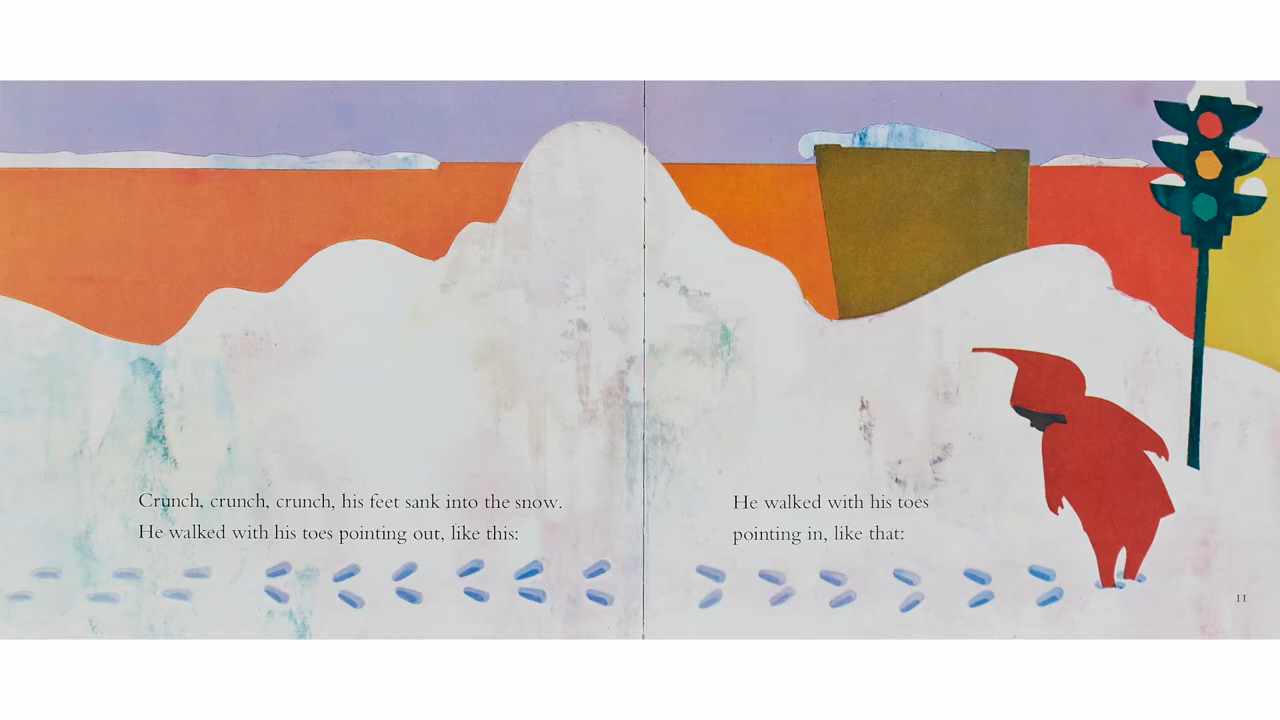 Crunch, crunch, crunch, his feet sank into the snow.
He walked with his toes pointing out, like this:
He walked with his toes
pointing in, like that:
11